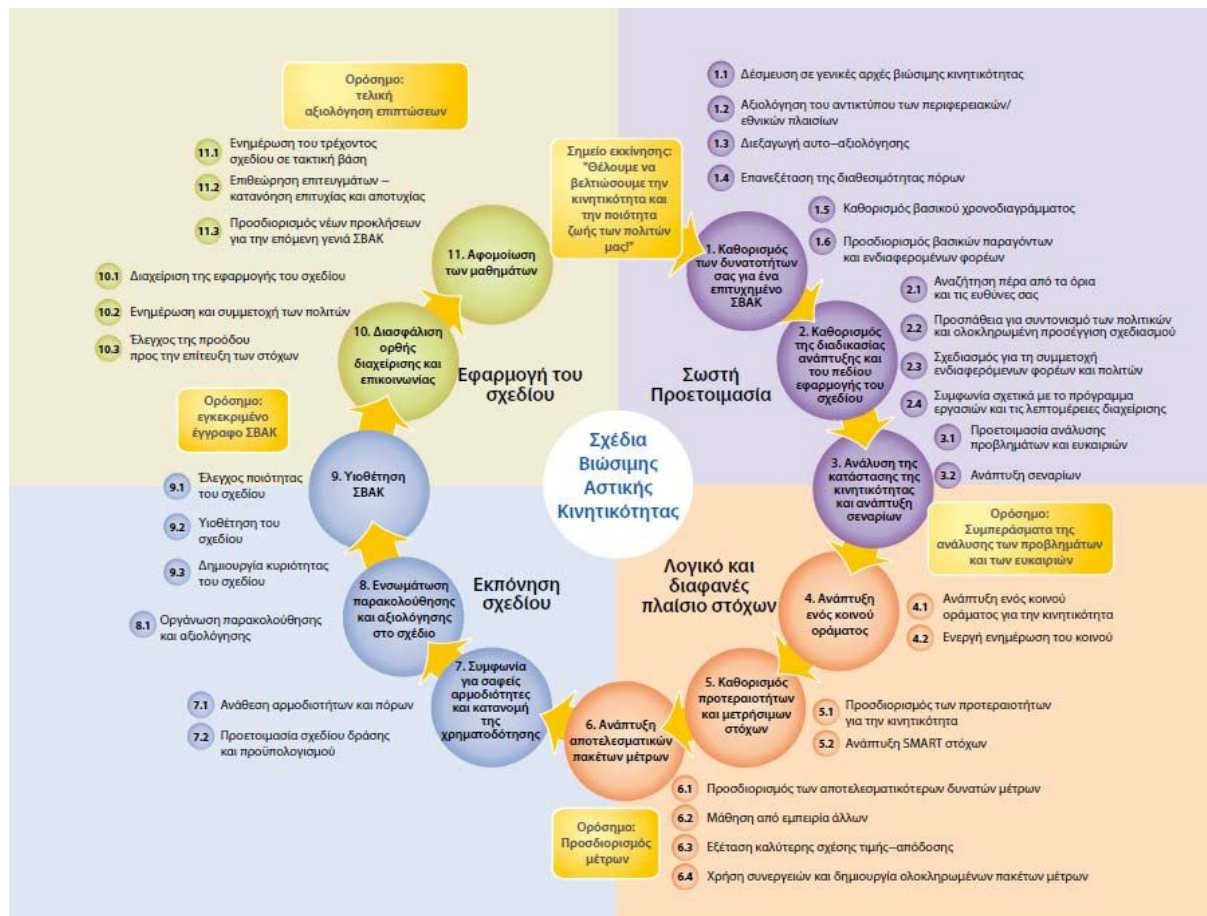 Ορόσημο:
τελική
αξιολόγηση επιπτώσεων
11.1 Ενημέρωση του τρέχοντος
σχεδίου σε τακτική βάση
11.2 Επιθεώρηση επιτευγμάτων –
κατανόηση επιτυχίας και αποτυχίας
11.3 Προσδιορισμός νέων προκλήσεων
για την επόμενη γενιά ΣΒΑΚ
Σημείο εκκίνησης:
"Θέλουμε να
βελτιώσουμε την
κινητικότητα και
την ποιότητα
ζωής των πολιτών
μας!"
1.1 Δέσμευση σε γενικές αρχές βιώσιμης κινητικότητας
1.2 Αξιολόγηση του αντικτύπου των περιφερειακών/
εθνικών πλαισίων
1.3 Διεξαγωγή αυτο–αξιολόγησης
1.4 Επανεξέταση της διαθεσιμότητας πόρων
1.5 Καθορισμός βασικού χρονοδιαγράμματος
1.6 Προσδιορισμός βασικών παραγόντων
και ενδιαφερομένων φορέων
1. Καθορισμός
των δυνατοτήτων
σας για ένα
επιτυχημένο
ΣΒΑΚ
2.1 Αναζήτηση πέρα από τα όρια
και τις ευθύνες σας
2.2 Προσπάθεια για συντονισμό των πολιτικών
και ολοκληρωμένη προσέγγιση σχεδιασμού
2.3 Σχεδιασμός για τη συμμετοχή
ενδιαφερόμενων φορέων και πολιτών
2.4 Συμφωνία σχετικά με το πρόγραμμα
εργασιών και τις λεπτομέρειες διαχείρισης
2. Καθορισμός
της διαδικασίας
ανάπτυξης και
του πεδίου
εφαρμογής του
σχεδίου
Σωστή
Προετοιμασία
3.1 Προετοιμασία ανάλυσης
προβλημάτων και ευκαιριών
3.2 Ανάπτυξη σεναρίων
3. Ανάλυση της
κατάστασης της
κινητικότητας
και ανάπτυξη
σεναρίων
Ορόσημο:
Συμπεράσματα της
ανάλυσης των προβλημάτων
και των ευκαιριών
11. Αφομοίωση
των μαθημάτων
10.1 Διαχείριση της εφαρμογής του σχεδίου
10.2 Ενημέρωση και συμμετοχή των πολιτών
10.3 Έλεγχος της προόδου
προς την επίτευξη των στόχων
10. Διασφάλιση
ορθής
διαχείρισης και
επικοινωνίας
Εφαρμογή του
σχεδίου
Ορόσημο:
εγκεκριμένο
έγγραφο ΣΒΑΚ
9.1 Έλεγχος ποιότητας
του σχεδίου
9.2 Υιοθέτηση του
σχεδίου
9.3 Δημιουργία κυριότητας
του σχεδίου
9. Υιοθέτηση
ΣΒΑΚ
Σχέδια
Βιώσιμης
Αστικής
Κινητικότητας
8.1 Οργάνωση παρακολούθησης
και αξιολόγησης
8. Ενσωμάτωση
παρακολούθησης
και αξιολόγησης
στο σχέδιο
Εκπόνηση
σχεδίου
Λογικό και
διαφανές
πλαίσιο στόχων
4. Ανάπτυξη
ενός κοινού
οράματος
4.1 Ανάπτυξη ενός κοινού
οράματος για την κινητικότητα
4.2 Ενεργή ενημέρωση του κοινού
7.1 Ανάθεση αρμοδιοτήτων και πόρων
7.2 Προετοιμασία σχεδίου δράσης
και προϋπολογισμού
7. Συμφωνία
για σαφείς
αρμοδιότητες
και κατανομή
της
χρηματοδότησης
6. Ανάπτυξη
αποτελεσματικών
πακέτων μέτρων
5. Καθορισμός
προτεραιοτήτων
και μετρήσιμων
στόχων
5.1 Προσδιορισμός των προτεραιοτήτων
για την κινητικότητα
5.2 Ανάπτυξη SMART στόχων
Ορόσημο:
Προσδιορισμός
μέτρων
6.1 Προσδιορισμός των αποτελεσματικότερων δυνατών μέτρων
6.2 Μάθηση από εμπειρία άλλων
6.3 Εξέταση καλύτερης σχέσης τιμής–απόδοσης
6.4 Χρήση συνεργειών και δημιουργία ολοκληρωμένων πακέτων μέτρων